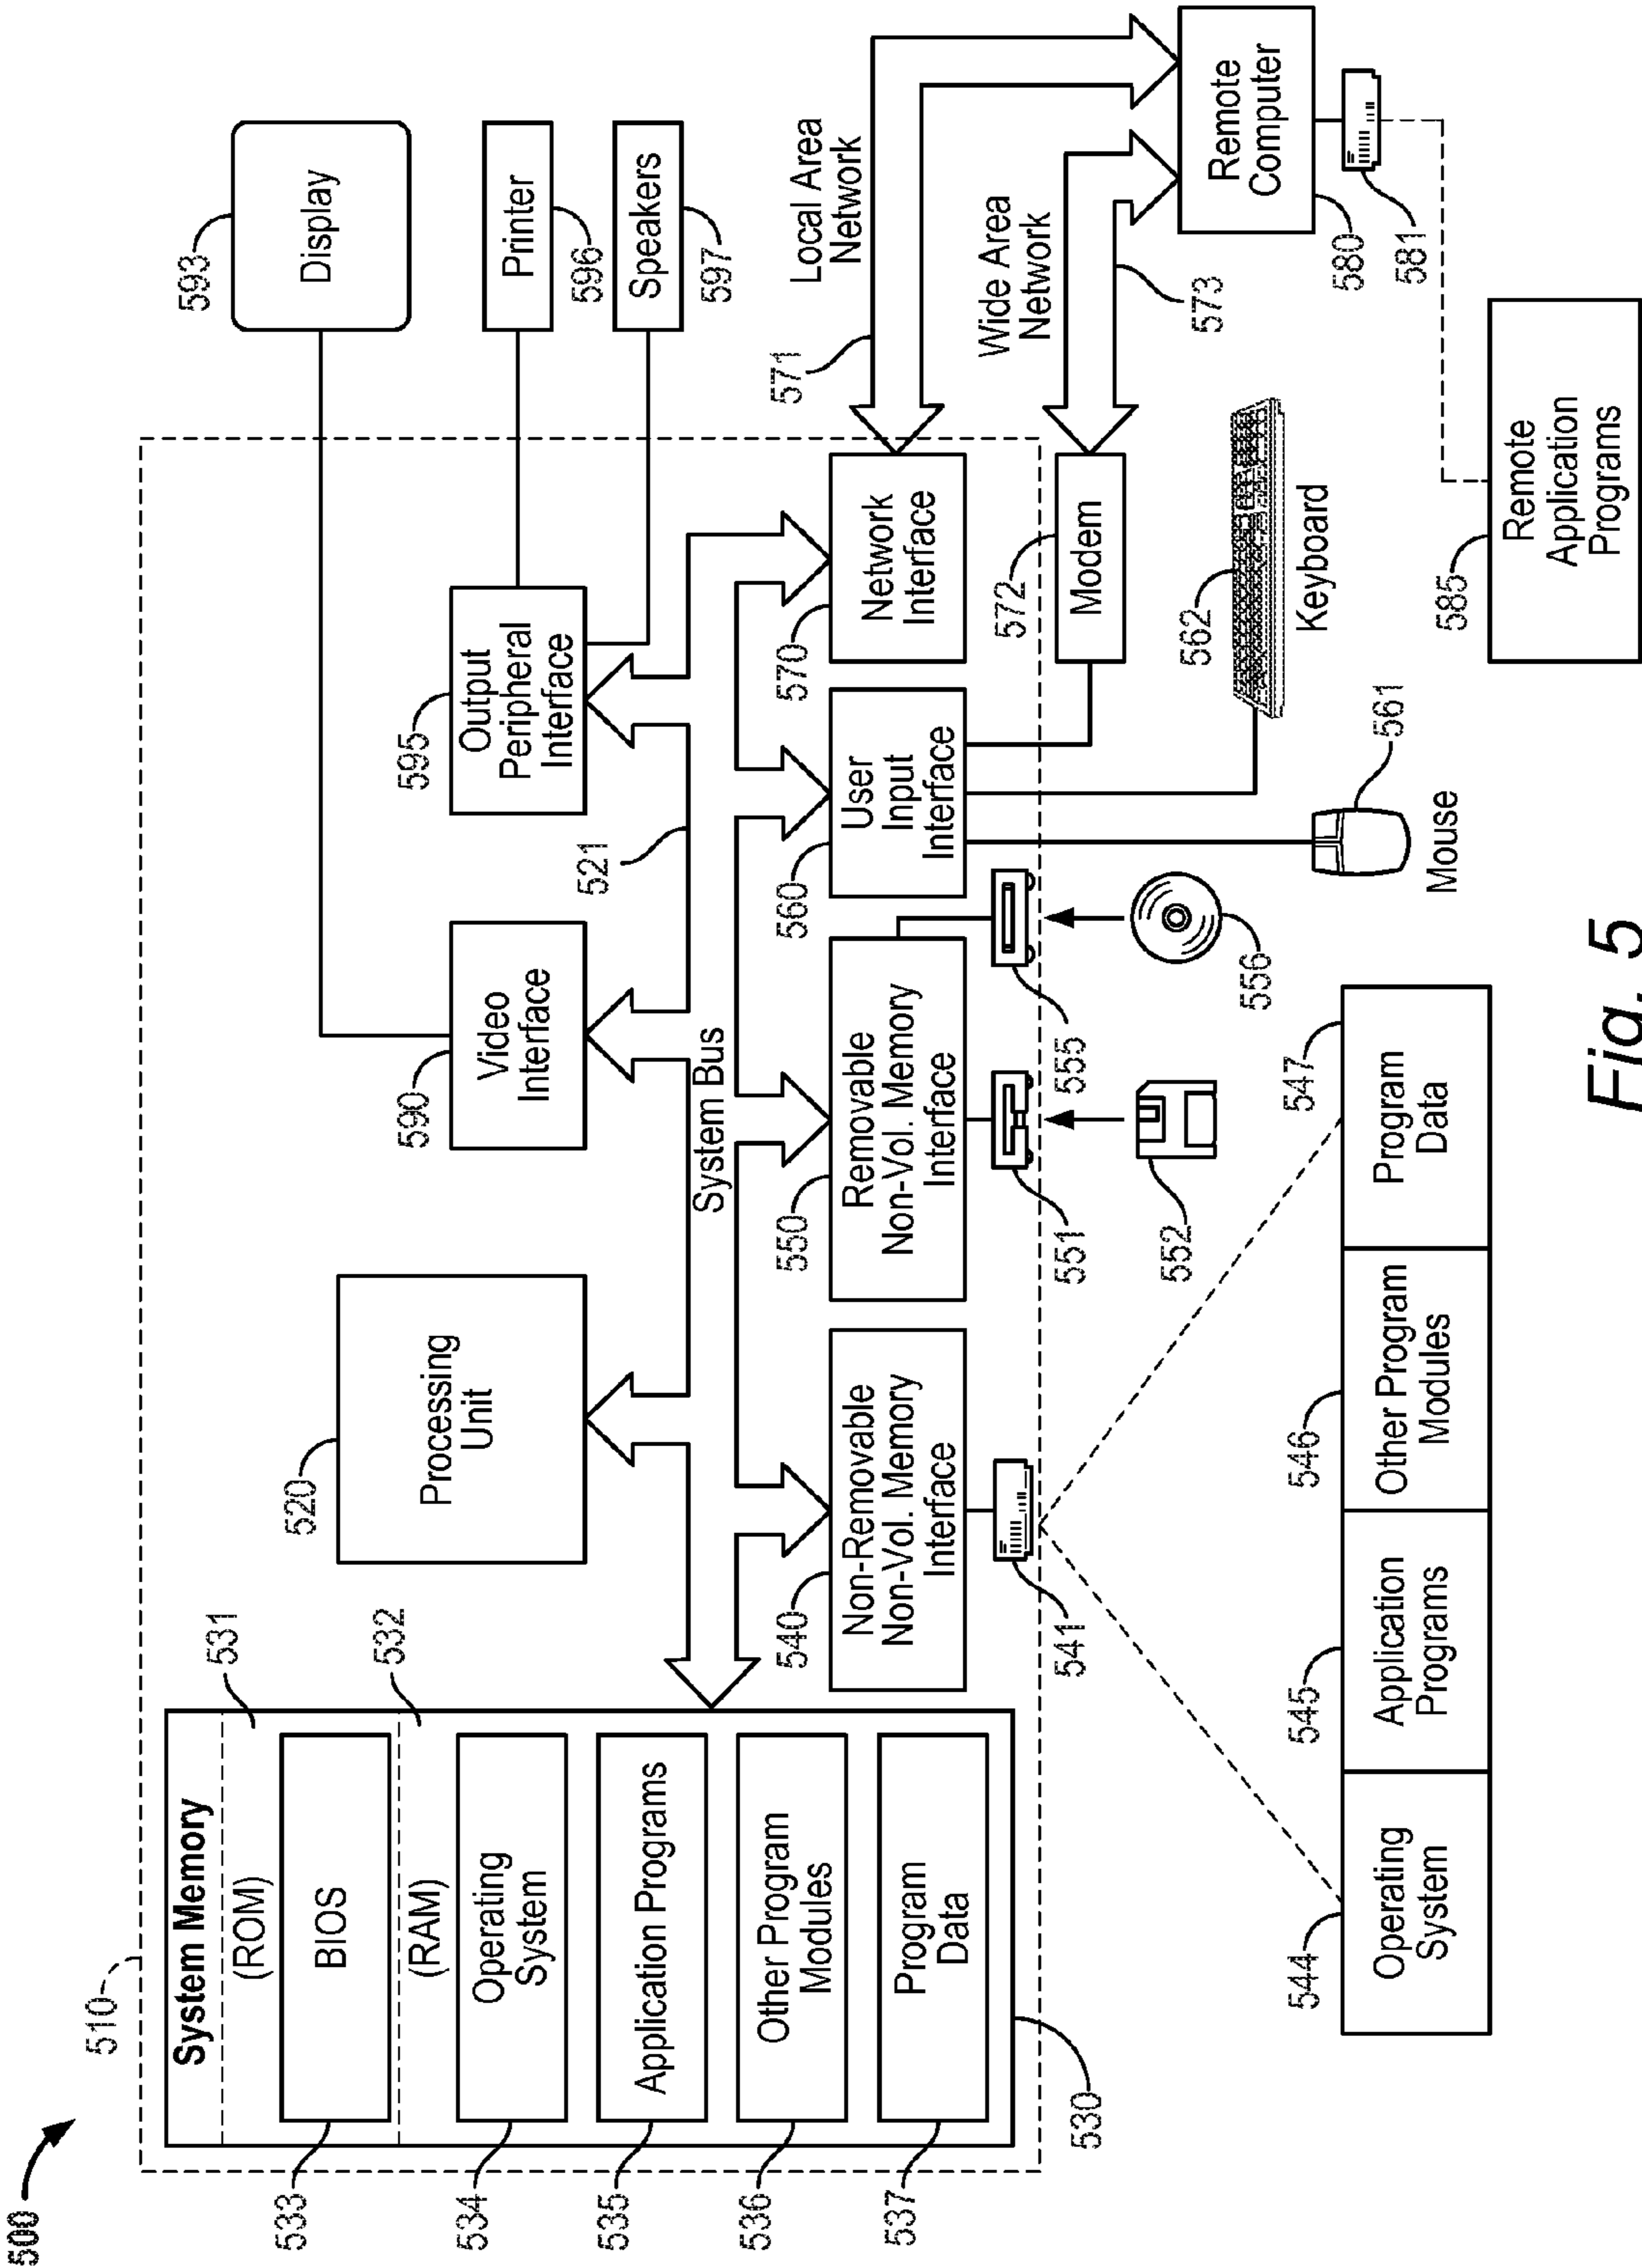 500
510
System Memory
(ROM)
531
533
BIOS
(RAM)
532
534
Operating
System
535
Application Programs
536
Other Program
Modules
537
Program
Data
530
520
Processing
Unit
590
Video
Interface
595
Output
Peripheral
Interface
521
System Bus
593
Display
Printer
596
Speakers
597
540
Non-Removable
Non-Vol. Memory
Interface
550
Removable
Non-Vol. Memory
Interface
560
User
Input
Interface
570
Network
Interface
571
Local Area
Network
541
551
555
572
Modem
Wide Area
Network
573
552
556
562
Keyboard
Remote
Computer
580
581
561
Mouse
544
Operating
System
545
Application
Programs
546
Other Program
Modules
547
Program
Data
585
Remote
Application
Programs
Fig. 5